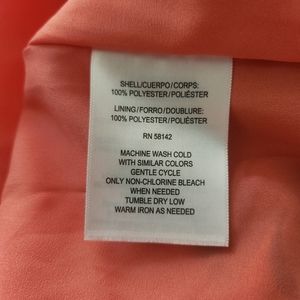 SHELL/CUERPO/CORPS:
100% POLYESTER/POLIÉSTER
LINING/FORRO/DOUBLURE:
100% POLYESTER/POLIÉSTER
RN 58142
MACHINE WASH COLD
WITH SIMILAR COLORS
GENTLE CYCLE
ONLY NON-CHLORINE BLEACH
WHEN NEEDED
TUMBLE DRY LOW
WARM IRON AS NEEDED